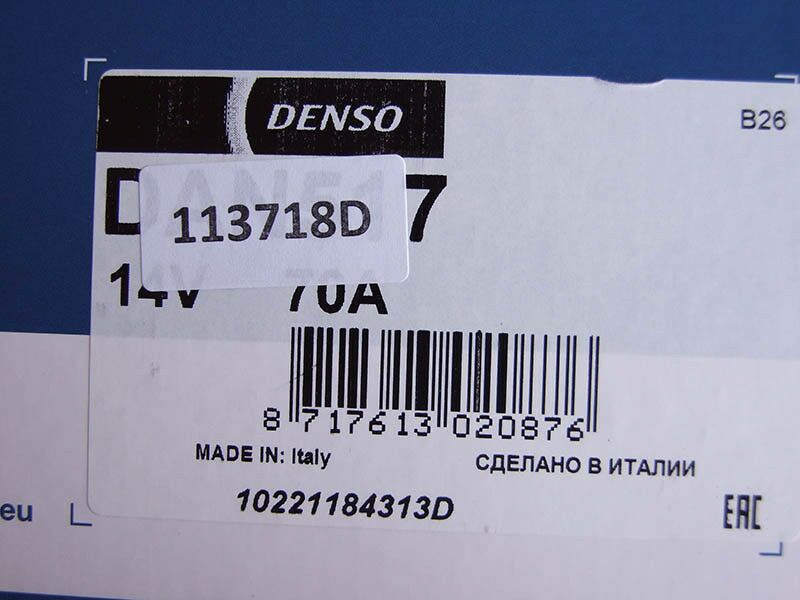 DENSO
B26
113718D
14V 70A
8 717613 020876
MADE IN: Italy
СДЕЛАНО В ИТАЛИИ
10221184313D
eu
EAC